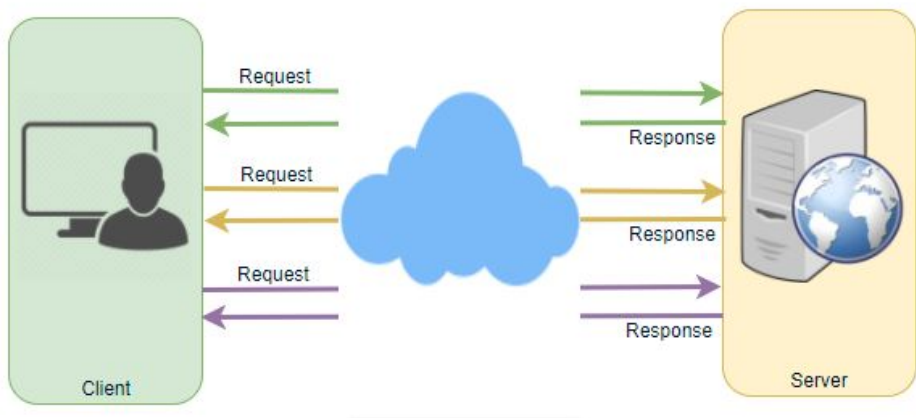 Request
Response
Request
Response
Request
Response
Client
Server